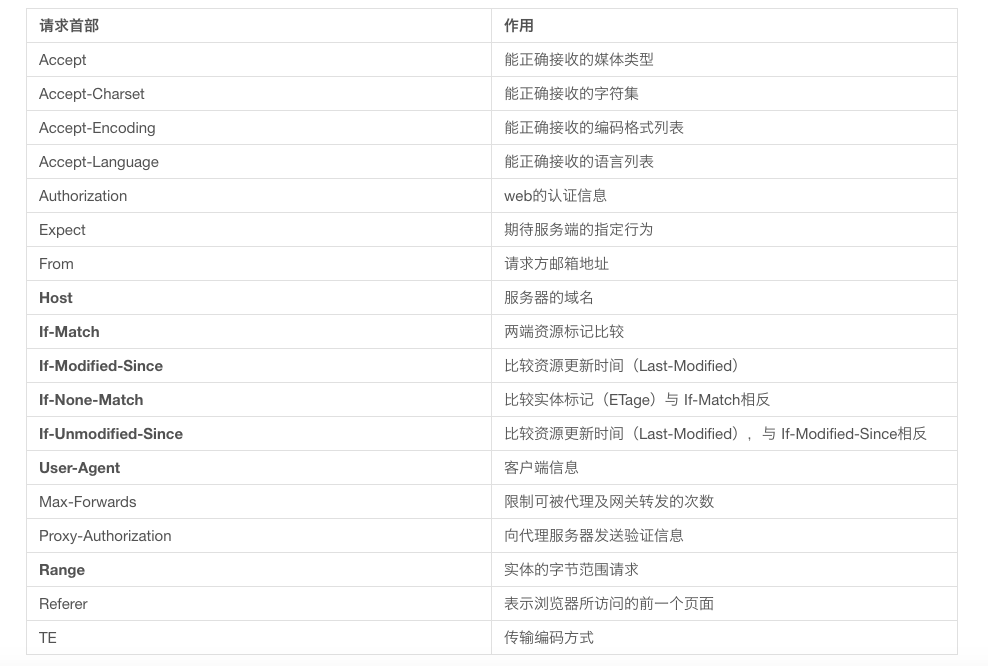 请求首部 作用
Accept 能正确接收的媒体类型
Accept-Charset 能正确接收的字符集
Accept-Encoding 能正确接收的编码格式列表
Accept-Language 能正确接收的语言列表
Authorization web的认证信息
Expect 期待服务端的指定行为
From 请求方邮箱地址
Host 服务器的域名
If-Match 两端资源标记比较
If-Modified-Since 比较资源更新时间（Last-Modified）
If-None-Match 比较实体标记（ETage）与 If-Match相反
If-Unmodified-Since 比较资源更新时间（Last-Modified），与 If-Modified-Since相反
User-Agent 客户端信息
Max-Forwards 限制可被代理及网关转发的次数
Proxy-Authorization 向代理服务器发送验证信息
Range 实体的字节范围请求
Referer 表示浏览器所访问的前一个页面
TE 传输编码方式